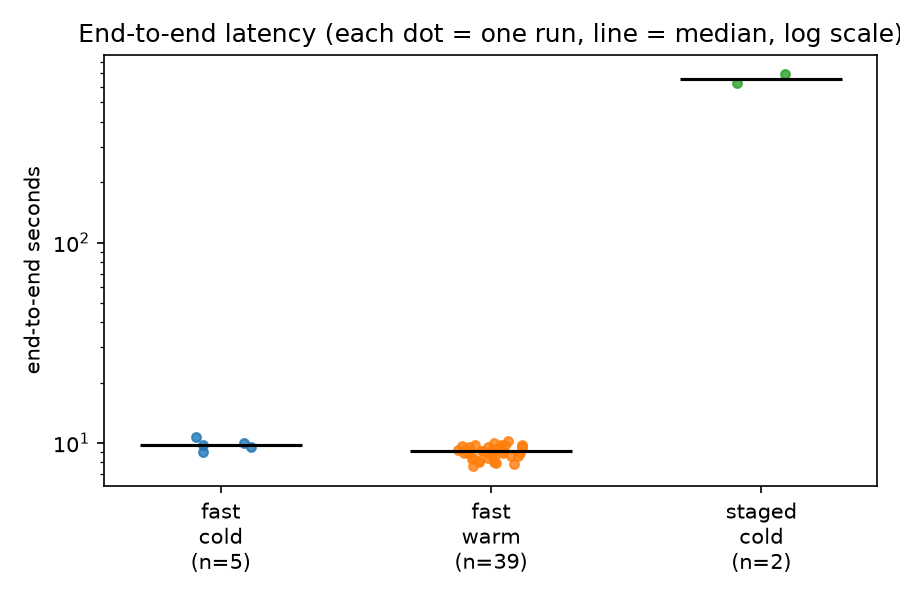 End-to-end latency (each dot = one run, line = median, log scale)
end-to-end seconds
10²
10¹
fast
cold
(n=5)
fast
warm
(n=39)
staged
cold
(n=2)